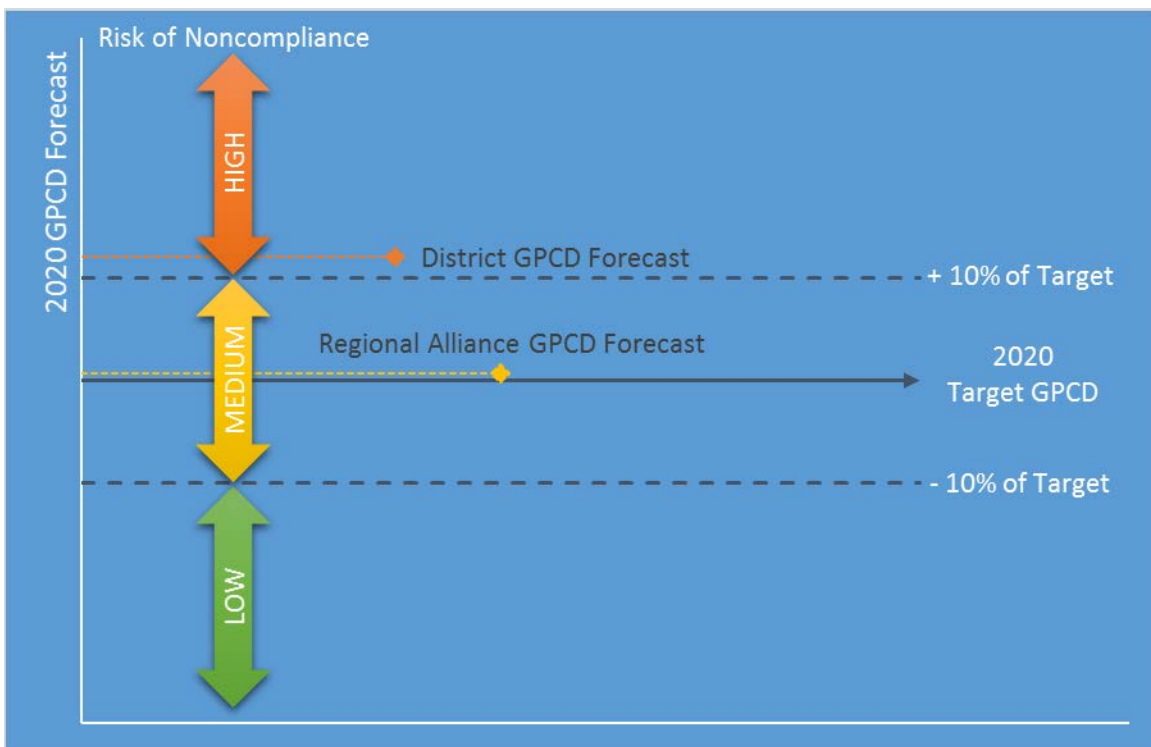 Risk of Noncompliance
2020 GPCD Forecast
HIGH
District GPCD Forecast
+ 10% of Target
MEDIUM
Regional Alliance GPCD Forecast
2020
Target GPCD
- 10% of Target
LOW